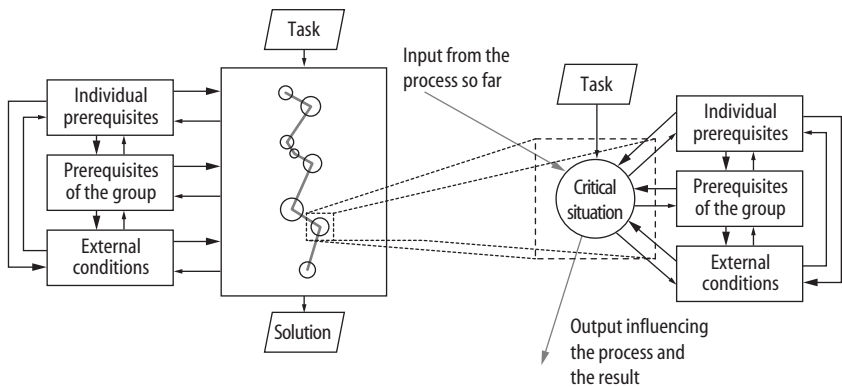 Task
Individual
prerequisites
Prerequisites
of the group
External
conditions
Solution
Input from the
process so far
Task
Critical
situation
Individual
prerequisites
Prerequisites
of the group
External
conditions
Output influencing
the process and
the result